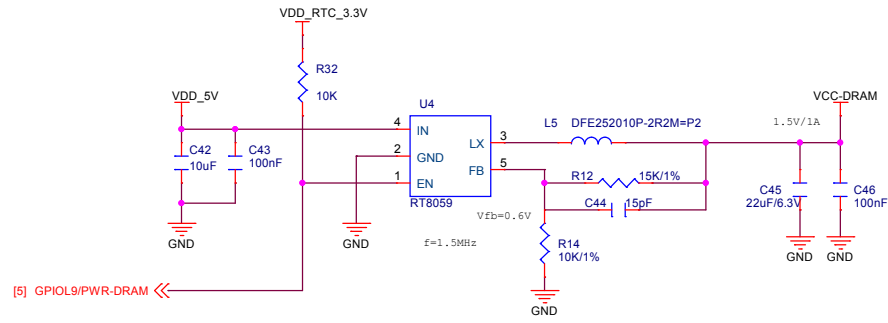 VDD_RTC_3.3V
R32
10K
VDD_5V
U4
VCC-DRAM
L5 DFE252010P-2R2M=P2
1.5V/1A
4 IN
LX 3
C42
10uF
C43
100nF
2 GND
FB 5
1 EN
R12 15K/1%
C45
22uF/6.3V
C46
100nF
RT8059
C44 15pF
Vfb=0.6V
GND
GND
f=1.5MHz
R14
10K/1%
GND
GND
[5] GPIOL9/PWR-DRAM
GND